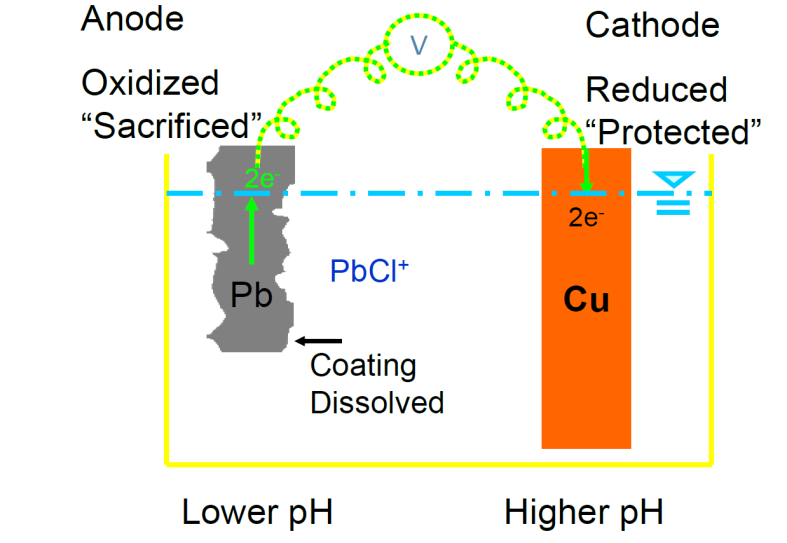 Anode
Cathode
V
Oxidized
“Sacrificed”
Reduced
“Protected”
2e-
2e-
PbCl+
Pb
Cu
Coating
Dissolved
Lower pH
Higher pH